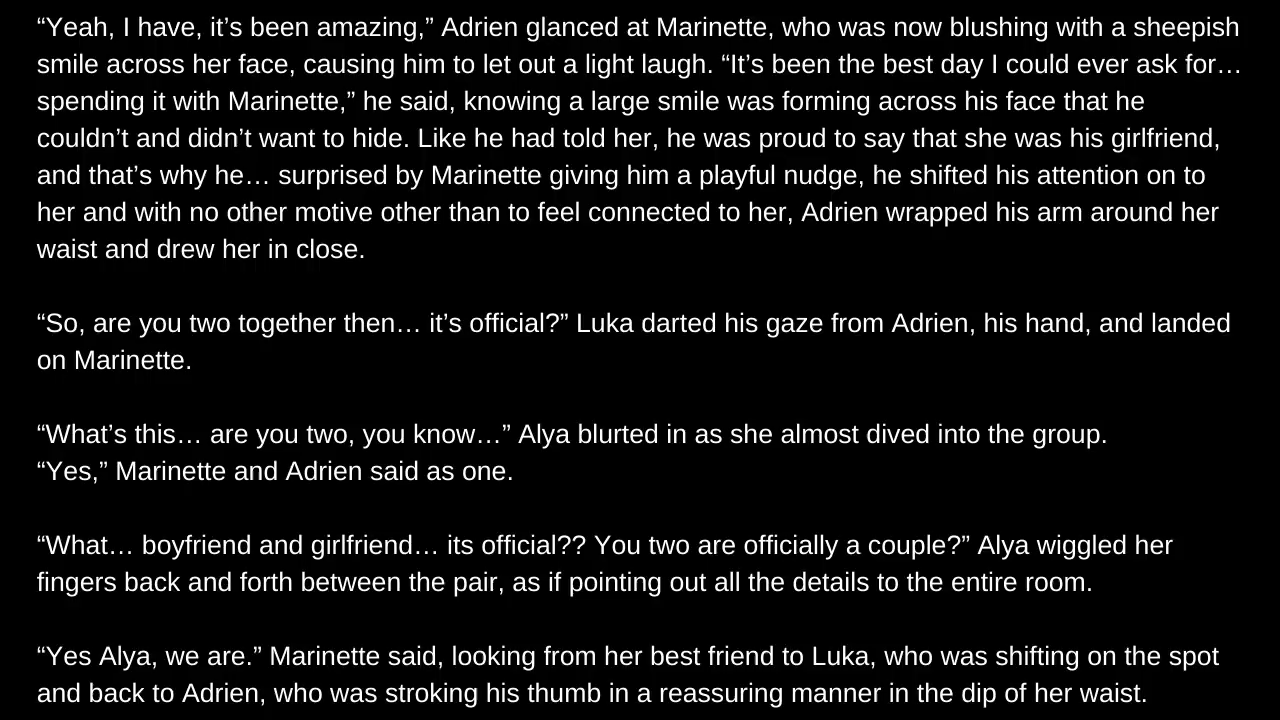 “Yeah, I have, it’s been amazing,” Adrien glanced at Marinette, who was now blushing with a sheepish
smile across her face, causing him to let out a light laugh. “It’s been the best day I could ever ask for…
spending it with Marinette,” he said, knowing a large smile was forming across his face that he
couldn’t and didn’t want to hide. Like he had told her, he was proud to say that she was his girlfriend,
and that’s why he… surprised by Marinette giving him a playful nudge, he shifted his attention on to
her and with no other motive other than to feel connected to her, Adrien wrapped his arm around her
waist and drew her in close.

“So, are you two together then… it’s official?” Luka darted his gaze from Adrien, his hand, and landed
on Marinette.

“What’s this… are you two, you know…” Alya blurted in as she almost dived into the group.
“Yes,” Marinette and Adrien said as one.

“What… boyfriend and girlfriend… its official?? You two are officially a couple?” Alya wiggled her
fingers back and forth between the pair, as if pointing out all the details to the entire room.

“Yes Alya, we are.” Marinette said, looking from her best friend to Luka, who was shifting on the spot
and back to Adrien, who was stroking his thumb in a reassuring manner in the dip of her waist.